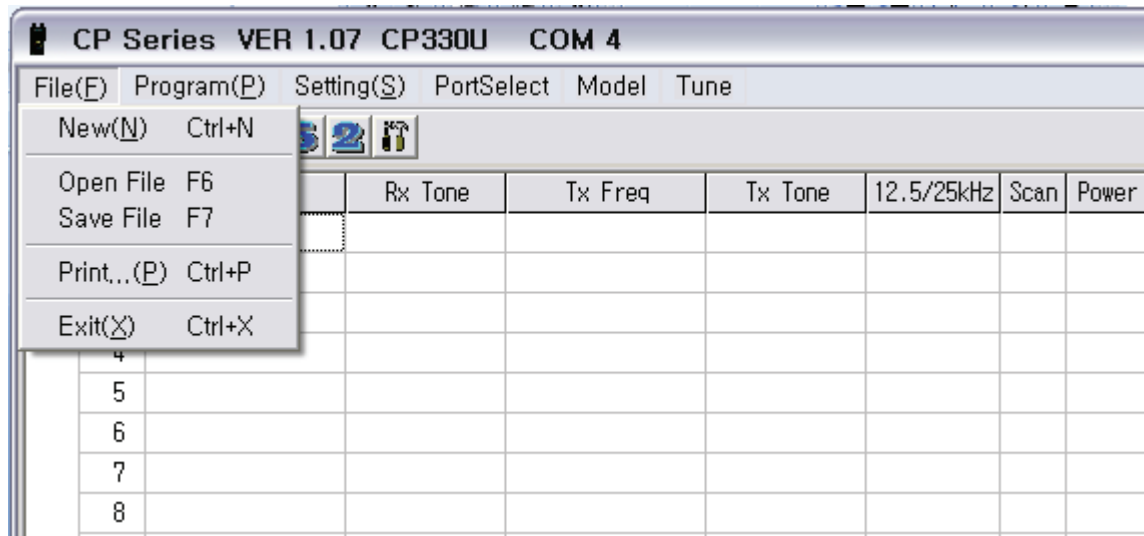 CP Series VER 1.07 CP330U COM 4
File(F) Program(P) Setting(S) PortSelect Model Tune
New(N) Ctrl+N
Open File F6
Save File F7
Print...(P) Ctrl+P
Exit(X) Ctrl+X
Rx Tone Tx Freq Tx Tone 12.5/25kHz Scan Power
4
5
6
7
8